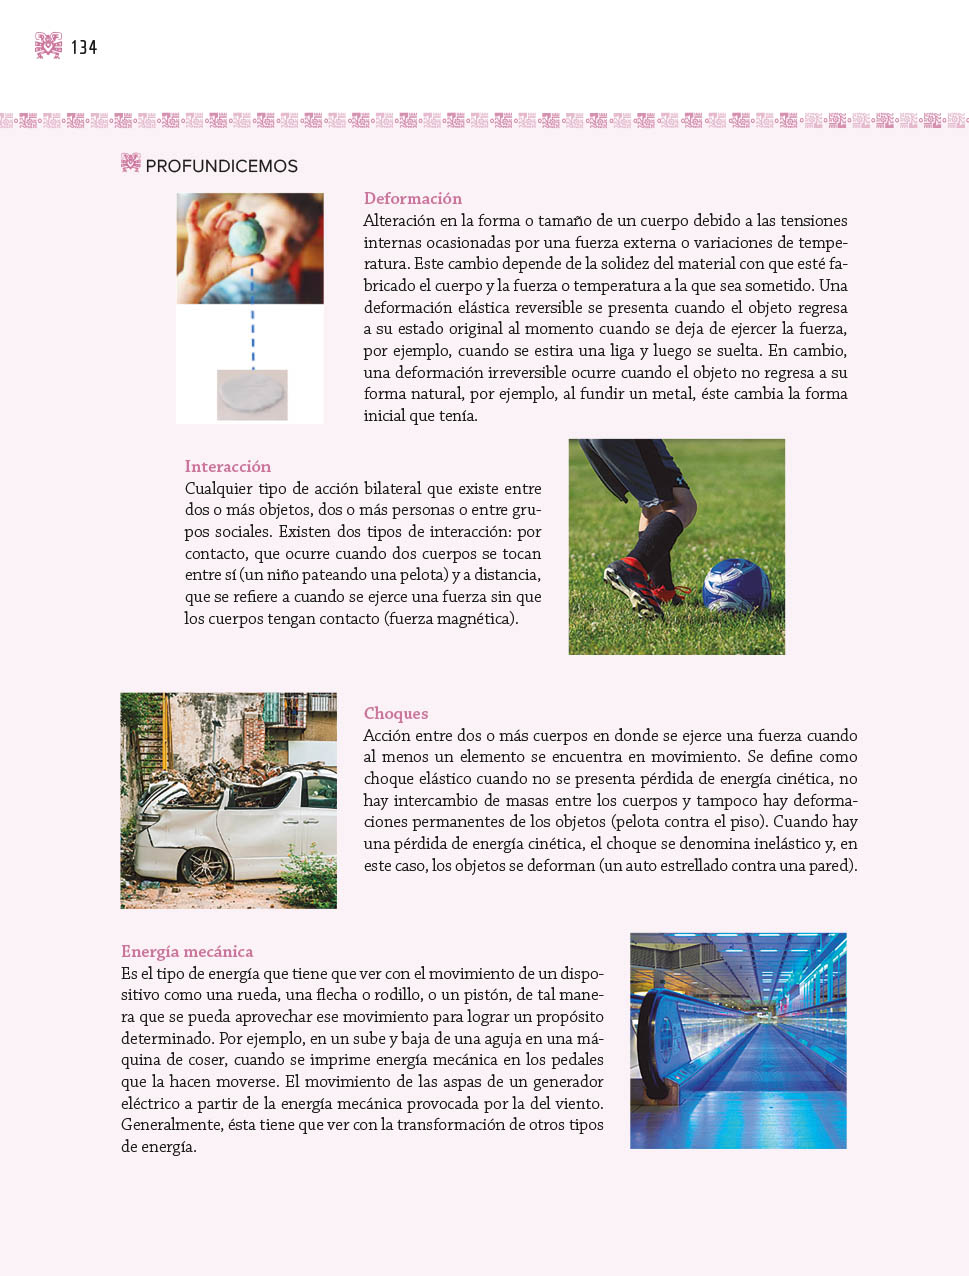 134
PROFUNDICEMOS
Deformación
Alteración en la forma o tamaño de un cuerpo debido a las tensiones
internas ocasionadas por una fuerza externa o variaciones de tempe-
ratura. Este cambio depende de la solidez del material con que esté fa-
bricado el cuerpo y la fuerza o temperatura a la que sea sometido. Una
deformación elástica reversible se presenta cuando el objeto regresa
a su estado original al momento cuando se deja de ejercer la fuerza,
por ejemplo, cuando se estira una liga y luego se suelta. En cambio,
una deformación irreversible ocurre cuando el objeto no regresa a su
forma natural, por ejemplo, al fundir un metal, éste cambia la forma
inicial que tenía.
Interacción
Cualquier tipo de acción bilateral que existe entre
dos o más objetos, dos o más personas o entre gru-
pos sociales. Existen dos tipos de interacción: por
contacto, que ocurre cuando dos cuerpos se tocan
entre sí (un niño pateando una pelota) y a distancia,
que se refiere a cuando se ejerce una fuerza sin que
los cuerpos tengan contacto (fuerza magnética).
Choques
Acción entre dos o más cuerpos en donde se ejerce una fuerza cuando
al menos un elemento se encuentra en movimiento. Se define como
choque elástico cuando no se presenta pérdida de energía cinética, no
hay intercambio de masas entre los cuerpos y tampoco hay deforma-
ciones permanentes de los objetos (pelota contra el piso). Cuando hay
una pérdida de energía cinética, el choque se denomina inelástico y, en
este caso, los objetos se deforman (un auto estrellado contra una pared).
Energía mecánica
Es el tipo de energía que tiene que ver con el movimiento de un dispo-
sitivo como una rueda, una flecha o rodillo, o un pistón, de tal mane-
ra que se pueda aprovechar ese movimiento para lograr un propósito
determinado. Por ejemplo, en un sube y baja de una aguja en una má-
quina de coser, cuando se imprime energía mecánica en los pedales
que la hacen moverse. El movimiento de las aspas de un generador
eléctrico a partir de la energía mecánica provocada por la del viento.
Generalmente, ésta tiene que ver con la transformación de otros tipos
de energía.